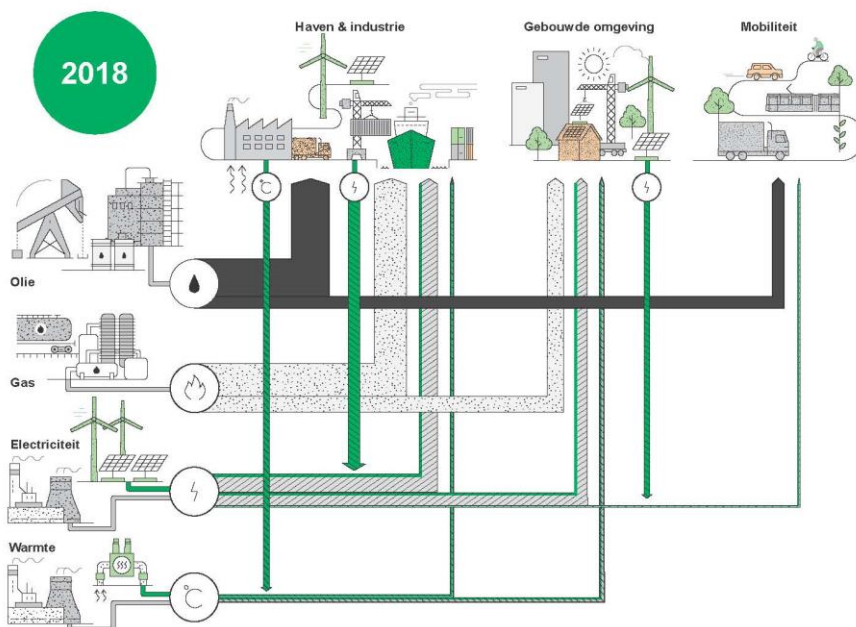 2018
Haven & industrie
Gebouwde omgeving
Mobiliteit
Olie
Gas
Electriciteit
Warmte
°C
°C